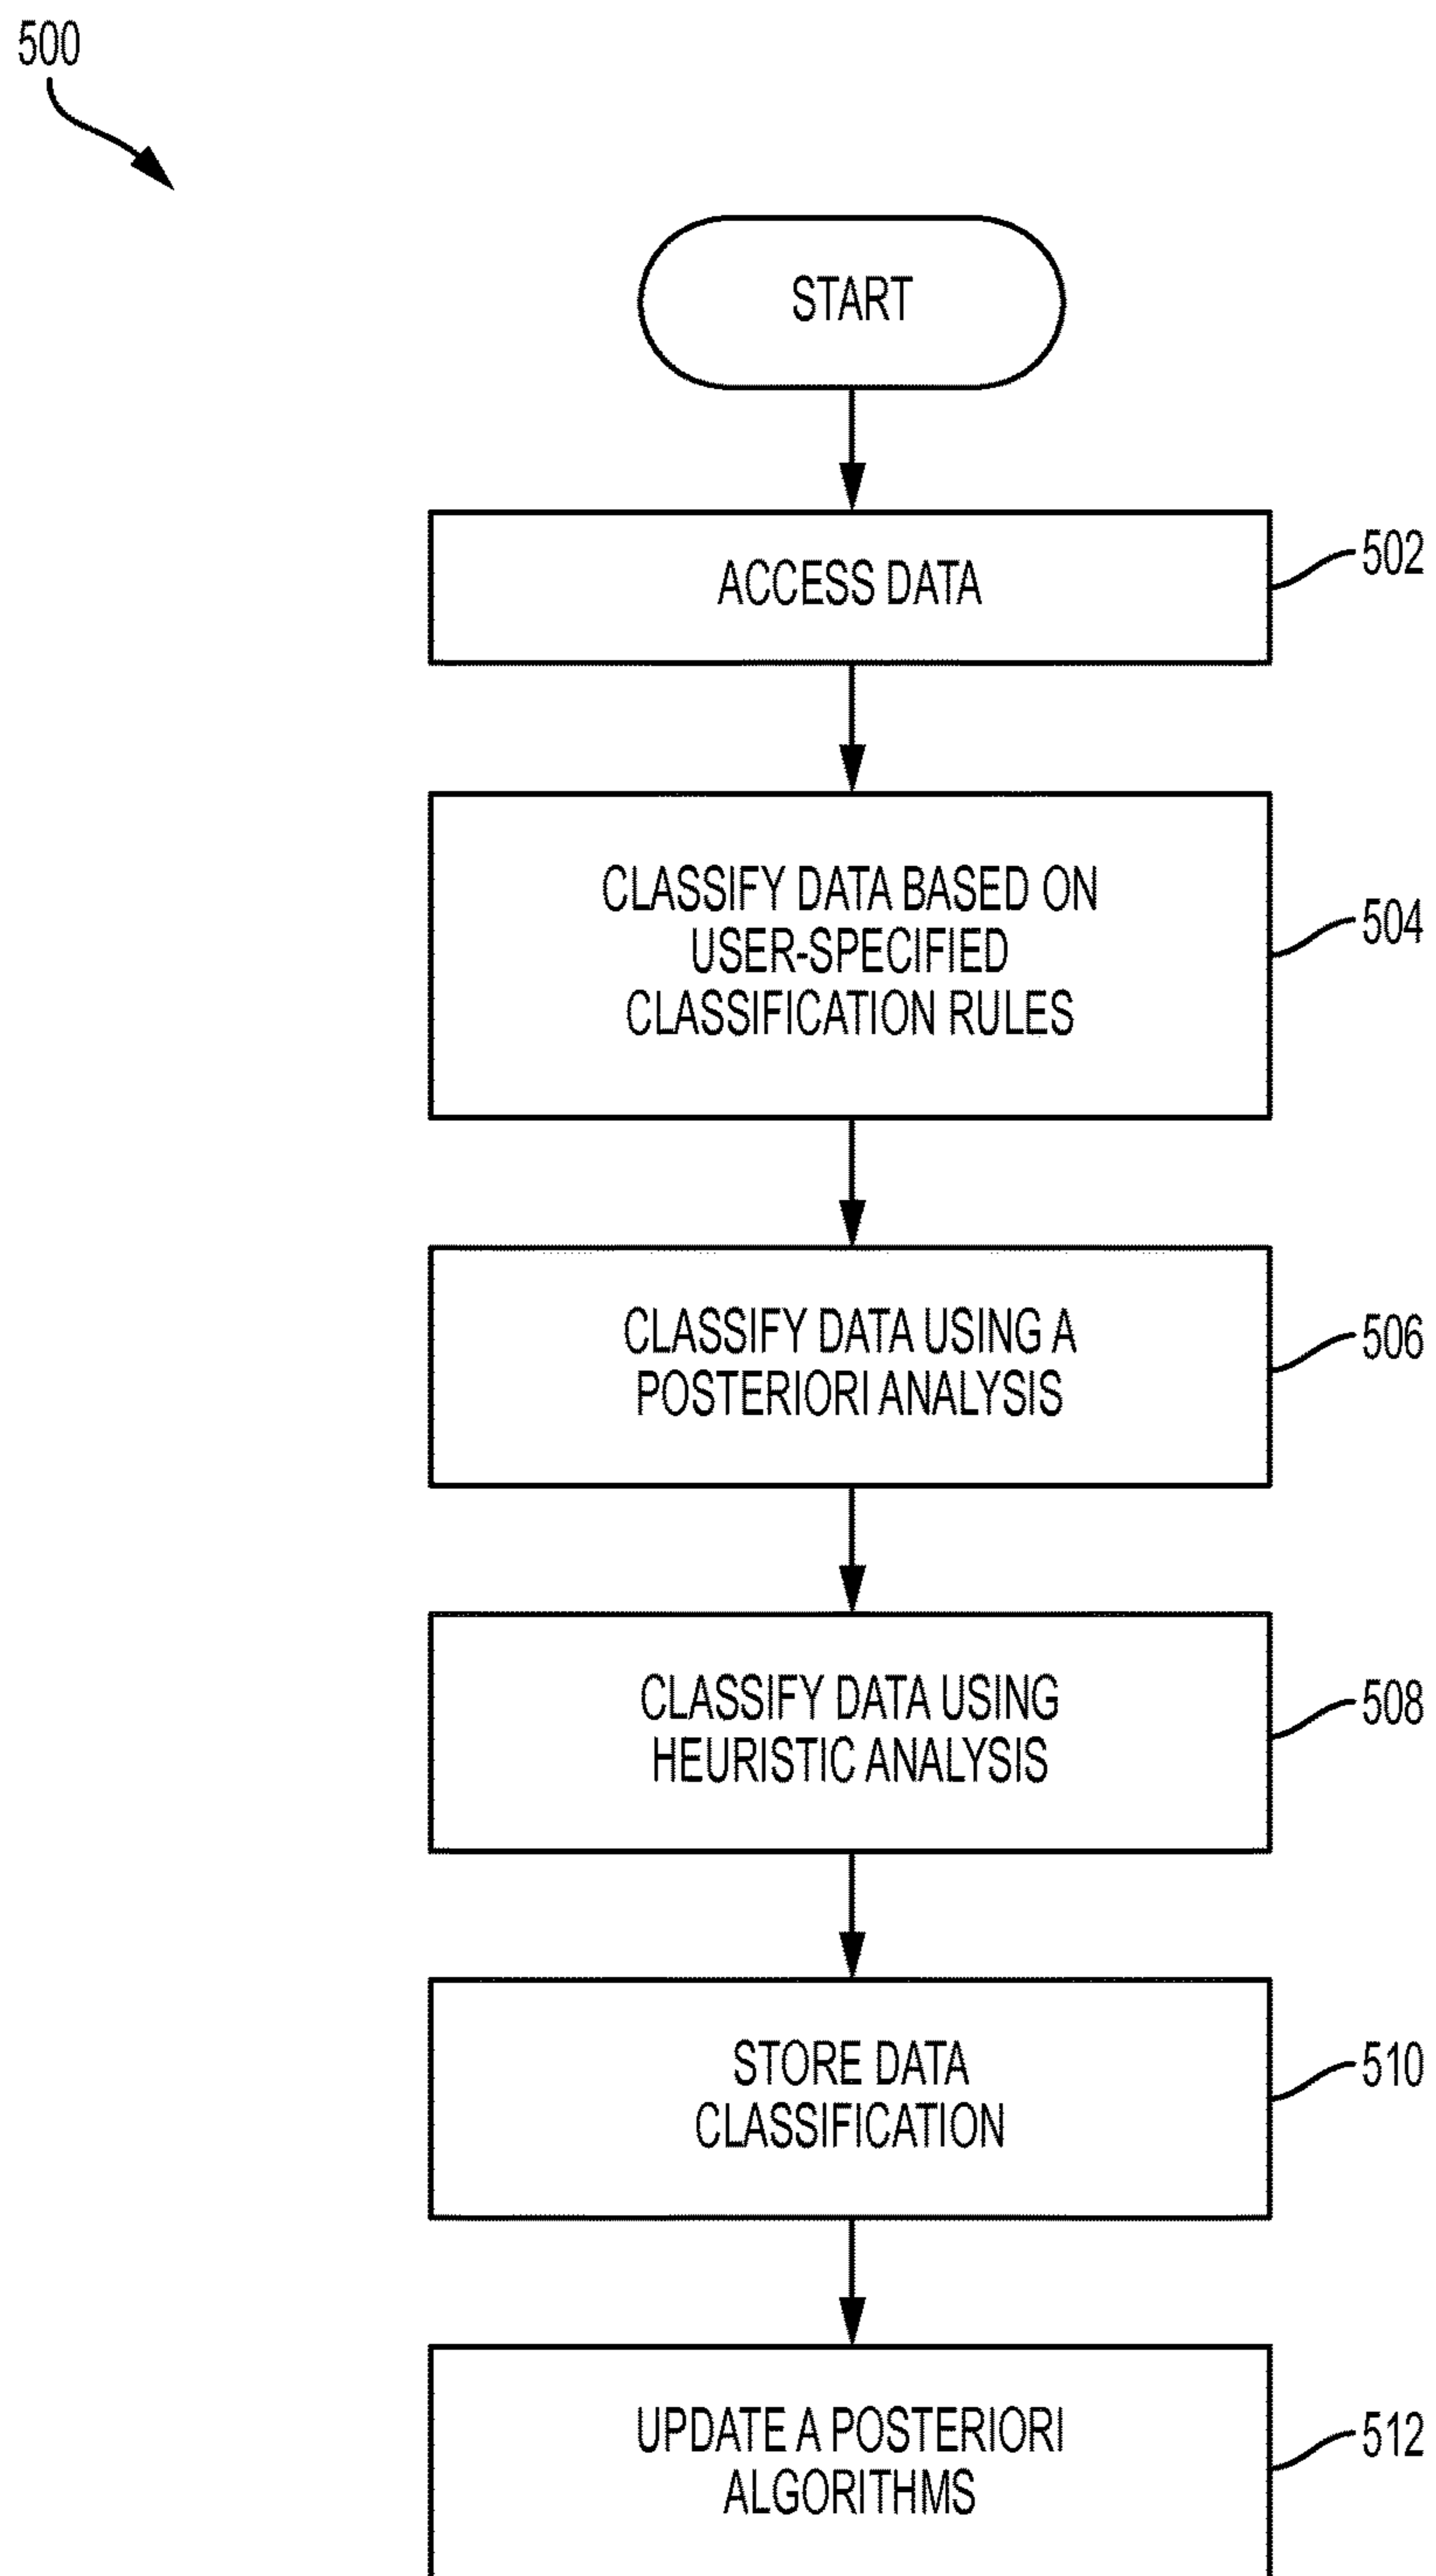 500
START
ACCESS DATA
502
CLASSIFY DATA BASED ON
USER-SPECIFIED
CLASSIFICATION RULES
504
CLASSIFY DATA USING A
POSTERIORI ANALYSIS
506
CLASSIFY DATA USING
HEURISTIC ANALYSIS
508
STORE DATA
CLASSIFICATION
510
UPDATE A POSTERIORI
ALGORITHMS
512